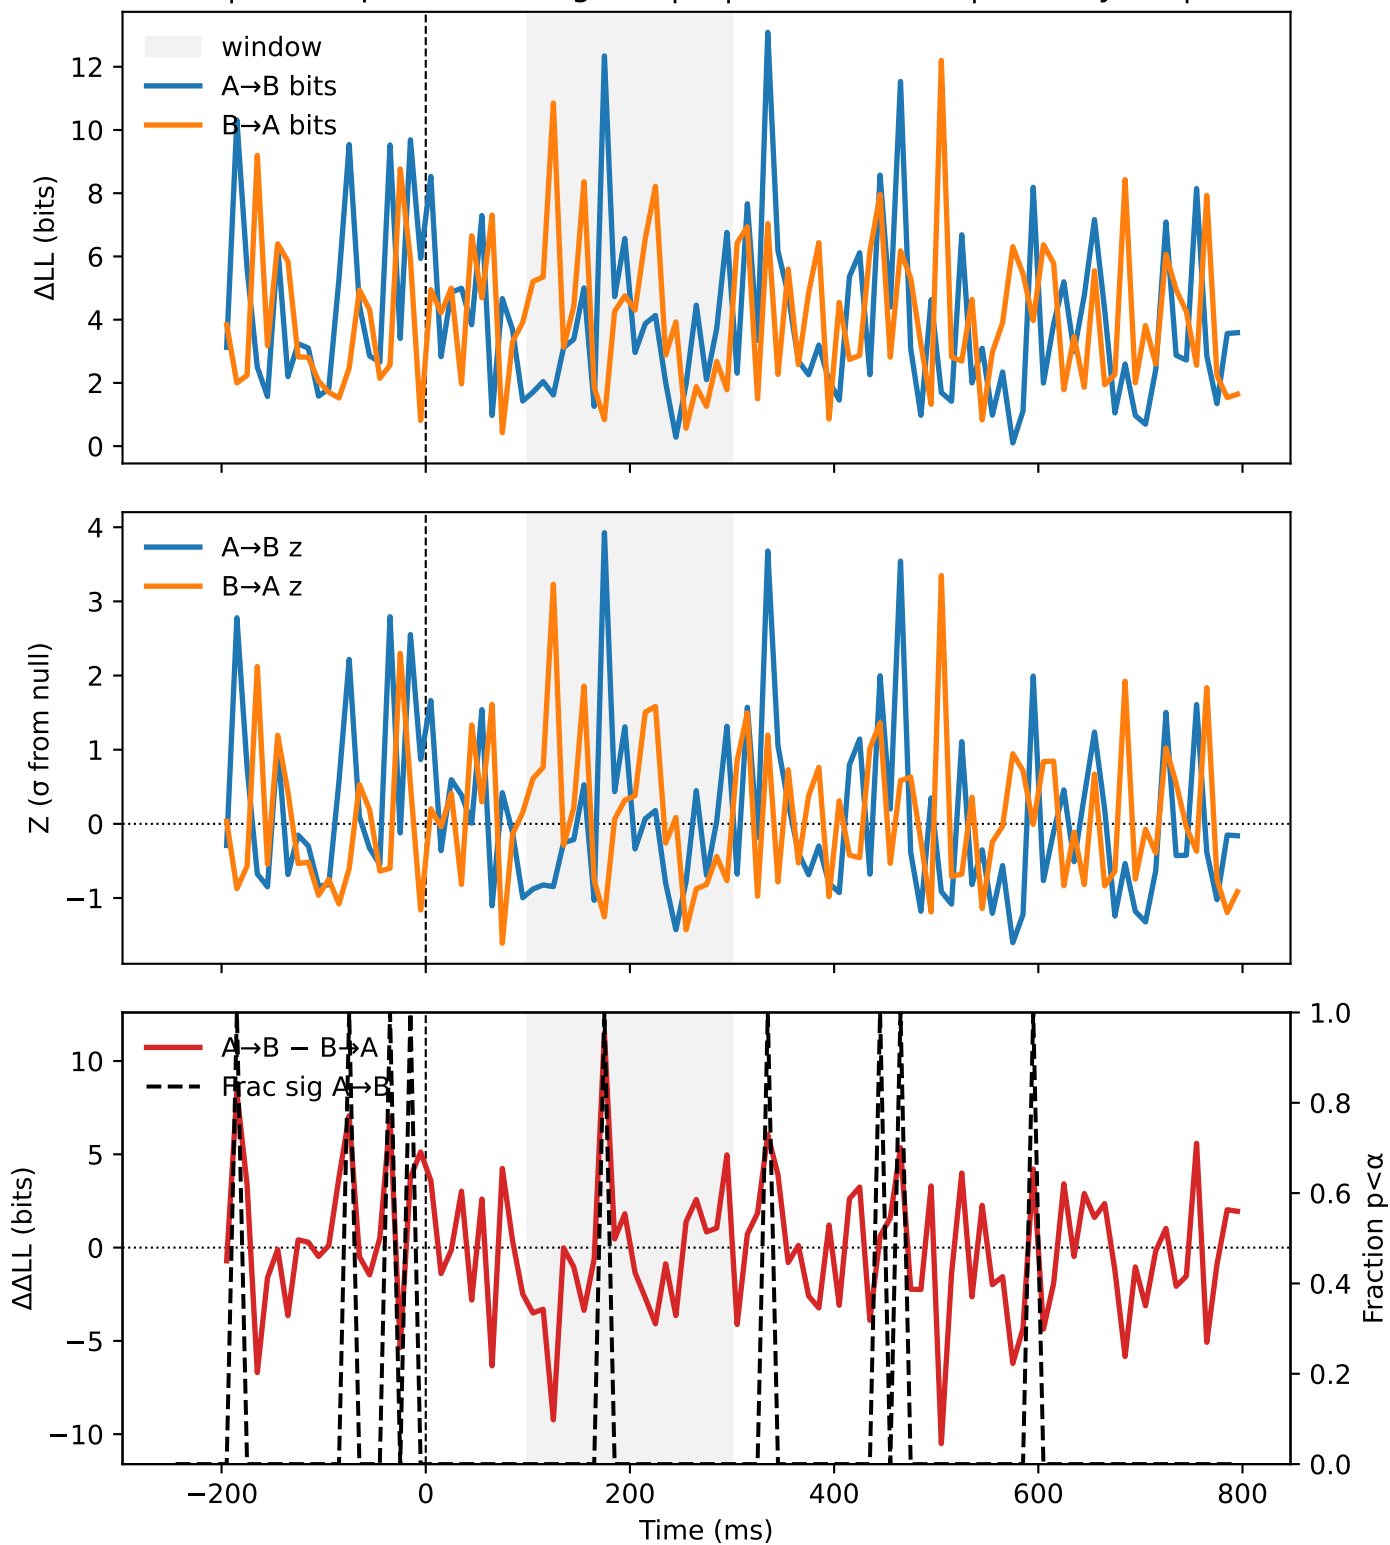 window
A→B bits
B→A bits
12
10
8
6
4
2
0
ΔLL (bits)
A→B z
B→A z
4
3
2
1
0
−1
Z (σ from null)
A→B − B→A
Frac sig A→B
10
5
0
−5
−10
ΔΔLL (bits)
1.0
0.8
0.6
0.4
0.2
0.0
Fraction p<α
−200 0 200 400 600 800
Time (ms)